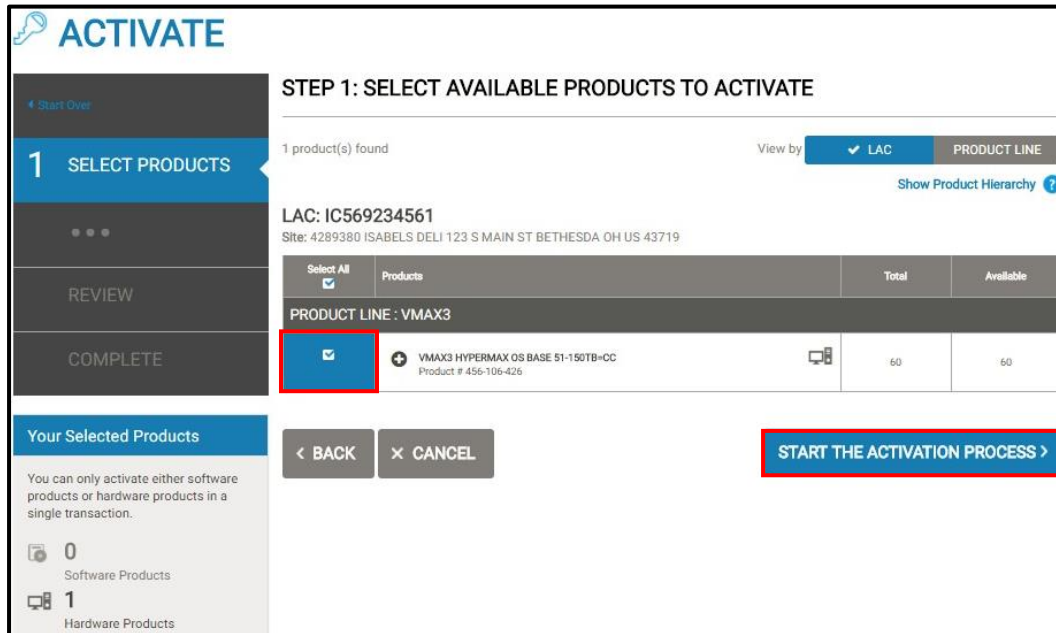 ACTIVATE
Start Over
1 SELECT PRODUCTS
REVIEW
COMPLETE
Your Selected Products
You can only activate either software
products or hardware products in a
single transaction.
0
Software Products
1
Hardware Products
STEP 1: SELECT AVAILABLE PRODUCTS TO ACTIVATE
1 product(s) found
View by LAC PRODUCT LINE
Show Product Hierarchy ?
LAC: IC569234561
Site: 4289380 ISABELS DELI 123 S MAIN ST BETHESDA OH US 43719
Select All Products Total Available
PRODUCT LINE : VMAX3
VMAX3 HYPERMAX OS BASE 51-150TB=CC 60 60
Product # 456-106-426
< BACK × CANCEL START THE ACTIVATION PROCESS >